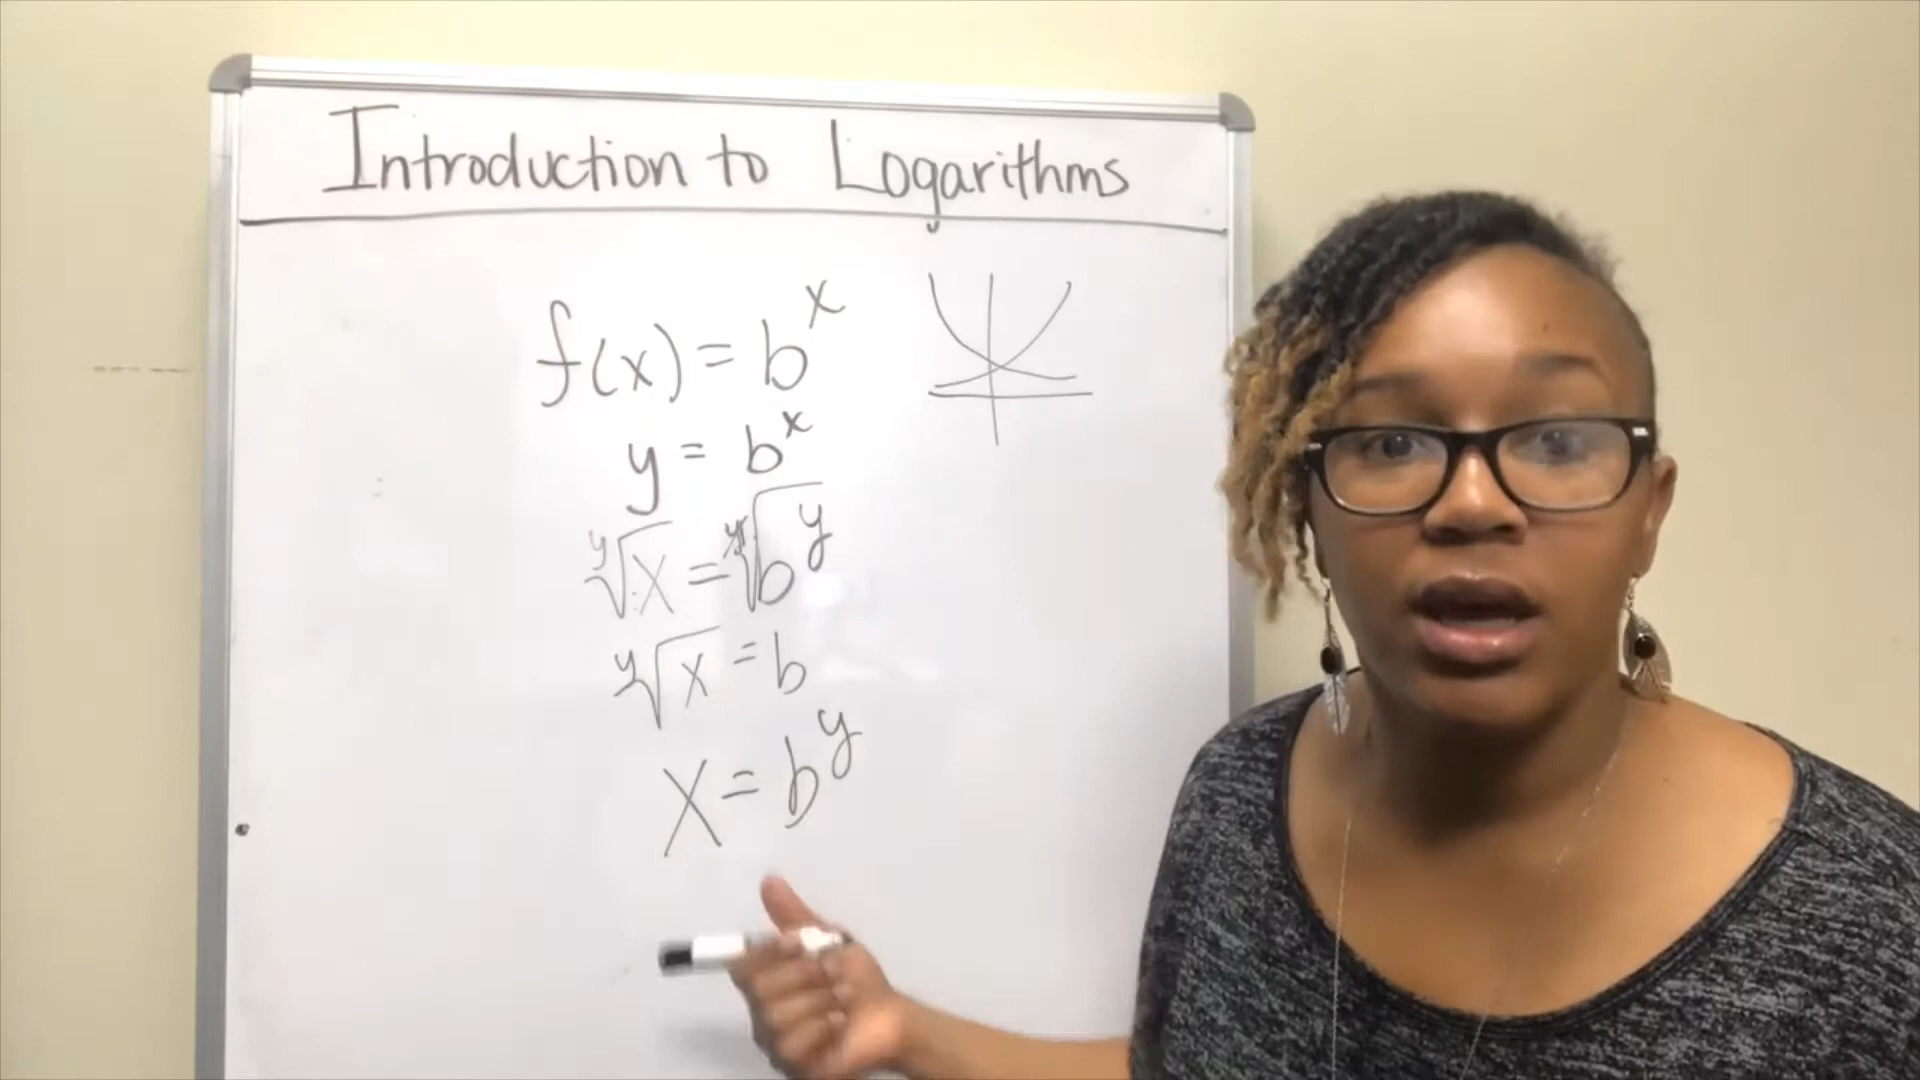 Introduction to Logarithms
f(x) = b^x
y = b^x
y√x = y√b^y
y√x = b
x = b^y